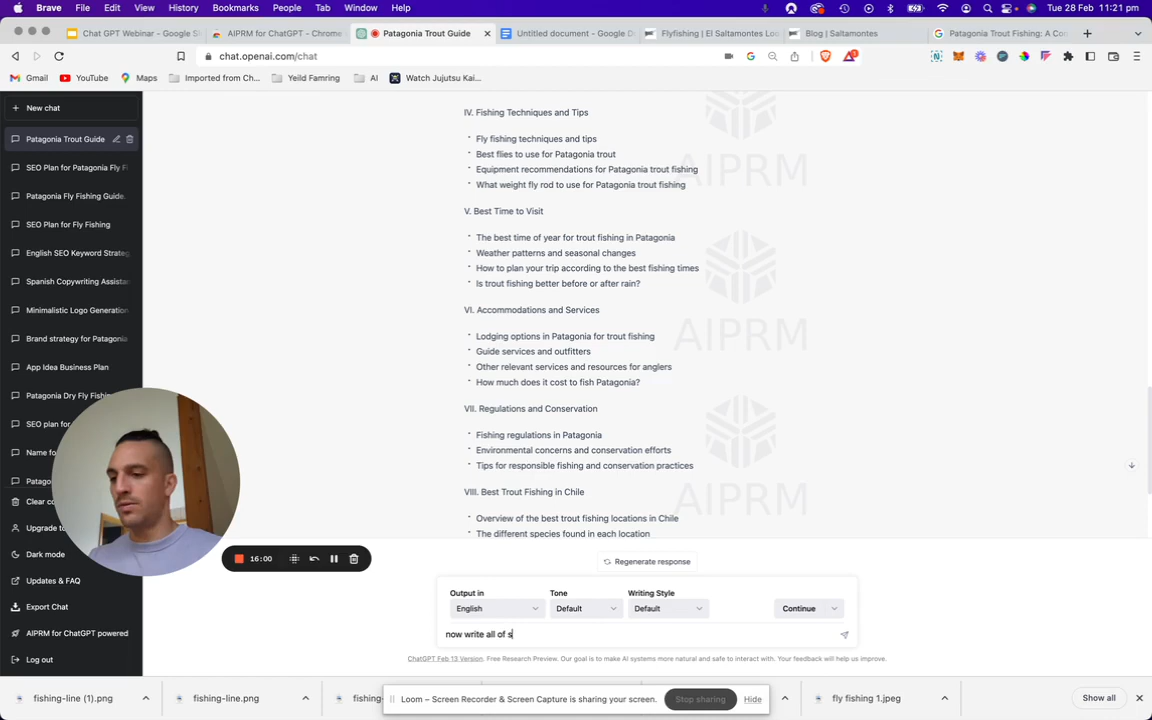 Brave File Edit View History Bookmarks People Tab Window Help Tue 28 Feb 11:21 pm
Chat GPT Webinar - Google Sl AIPRM for ChatGPT - Chrome Patagonia Trout Guide Untitled document - Google D Flyfishing | El Saltamontes Loo Blog | Saltamontes Patagonia Trout Fishing: A Con
chat.openai.com/chat
Gmail YouTube Maps Imported from Chr... Yeild Famring AI Watch Jujutsu Kai...
New chat
Patagonia Trout Guide
SEO Plan for Patagonia Fly Fi
Patagonia Fly Fishing Guide.
SEO Plan for Fly Fishing
English SEO Keyword Strateg
Spanish Copywriting Assistan
Minimalistic Logo Generation
Brand strategy for Patagonia
App Idea Business Plan
Patagonia Dry Fly Fishin
SEO plan for
Name fo
Patago
Clear co
Upgrade to
Dark mode
Updates & FAQ
Export Chat
AIPRM for ChatGPT powered
Log out
IV. Fishing Techniques and Tips
Fly fishing techniques and tips
Best flies to use for Patagonia trout
Equipment recommendations for Patagonia trout fishing
What weight fly rod to use for Patagonia trout fishing
V. Best Time to Visit
The best time of year for trout fishing in Patagonia
Weather patterns and seasonal changes
How to plan your trip according to the best fishing times
Is trout fishing better before or after rain?
VI. Accommodations and Services
Lodging options in Patagonia for trout fishing
Guide services and outfitters
Other relevant services and resources for anglers
How much does it cost to fish Patagonia?
VII. Regulations and Conservation
Fishing regulations in Patagonia
Environmental concerns and conservation efforts
Tips for responsible fishing and conservation practices
VIII. Best Trout Fishing in Chile
Overview of the best trout fishing locations in Chile
The different species found in each location
AIPRM
AIPRM
AIPRM
16:00
Regenerate response
Output in Tone Writing Style
English Default Default Continue
now write all of s
ChatGPT Feb 13 Version. Free Research Preview. Our goal is to make AI systems more natural and safe to interact with. Your feedback will help us improve.
fishing-line (1).png fishing-line.png fishing- Loom – Screen Recorder & Screen Capture is sharing your screen. Stop sharing Hide fly fishing 1.jpeg Show all